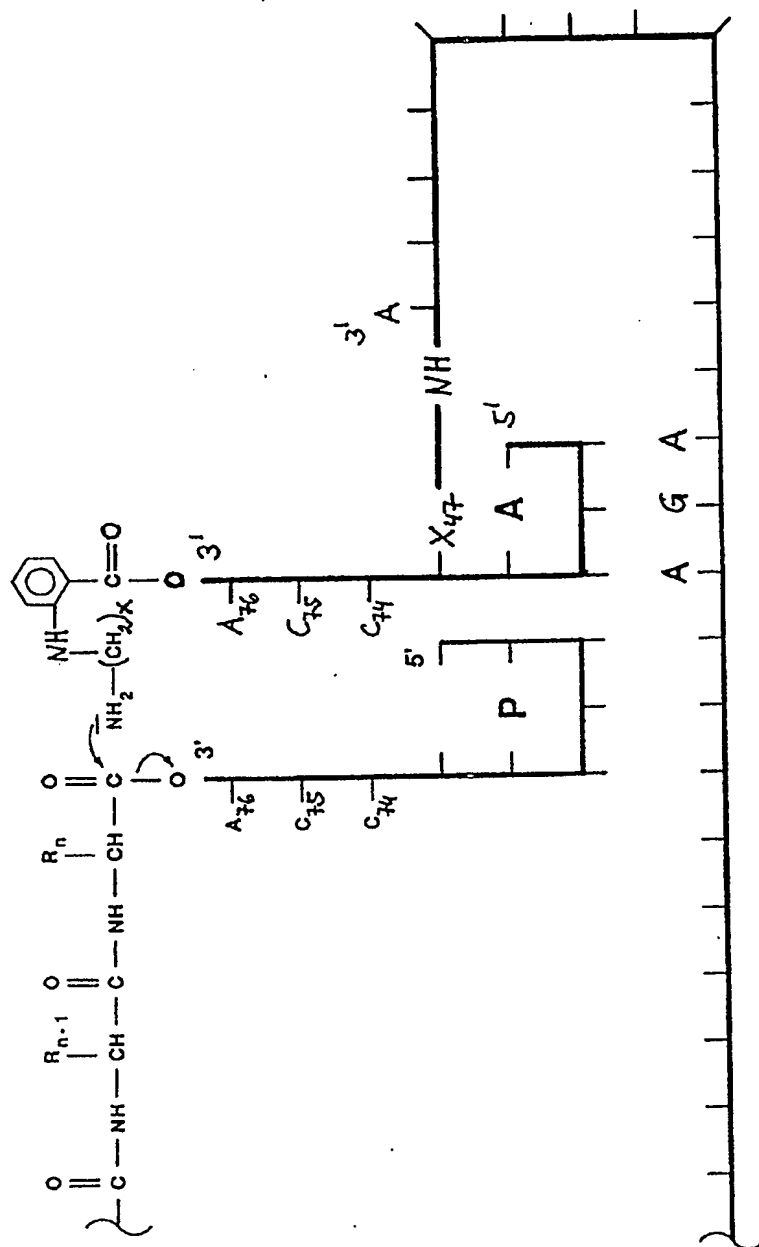 O R n-1 O R n O NH
C NH CH C NH CH C NH2 (CH2)x C=O
O 3' O 3'
A76 A76
C75 C75
C74 C74
3'
A
5' X47 NH
P A 5'
A G A